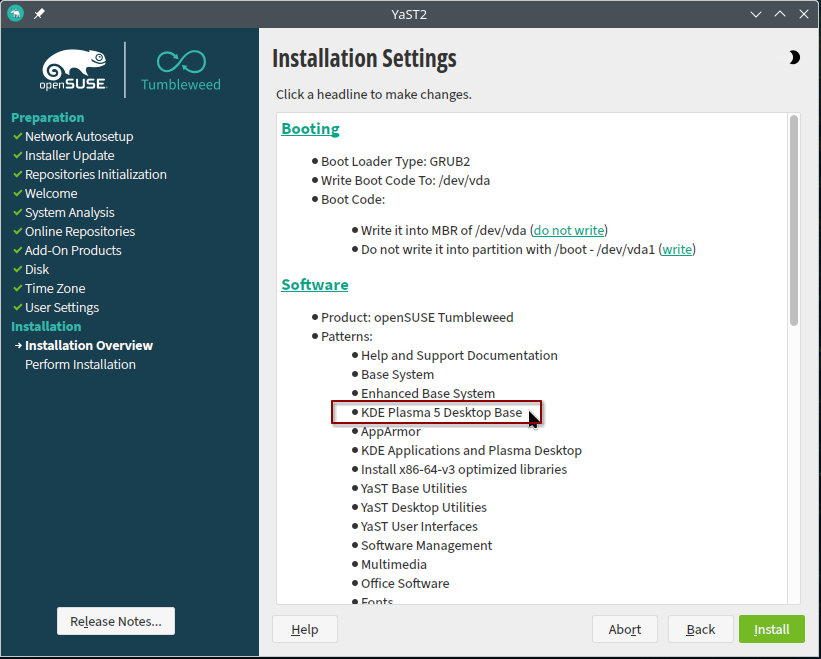 YaST2
openSUSE
Tumbleweed
Preparation
Network Autosetup
Installer Update
Repositories Initialization
Welcome
System Analysis
Online Repositories
Add-On Products
Disk
Time Zone
User Settings
Installation
Installation Overview
Perform Installation
Release Notes...
Installation Settings
Click a headline to make changes.
Booting
Boot Loader Type: GRUB2
Write Boot Code To: /dev/vda
Boot Code:
Write it into MBR of /dev/vda (do not write)
Do not write it into partition with /boot - /dev/vda1 (write)
Software
Product: openSUSE Tumbleweed
Patterns:
Help and Support Documentation
Base System
Enhanced Base System
KDE Plasma 5 Desktop Base
AppArmor
KDE Applications and Plasma Desktop
Install x86-64-v3 optimized libraries
YaST Base Utilities
YaST Desktop Utilities
YaST User Interfaces
Software Management
Multimedia
Office Software
Fonts
Help
Abort
Back
Install